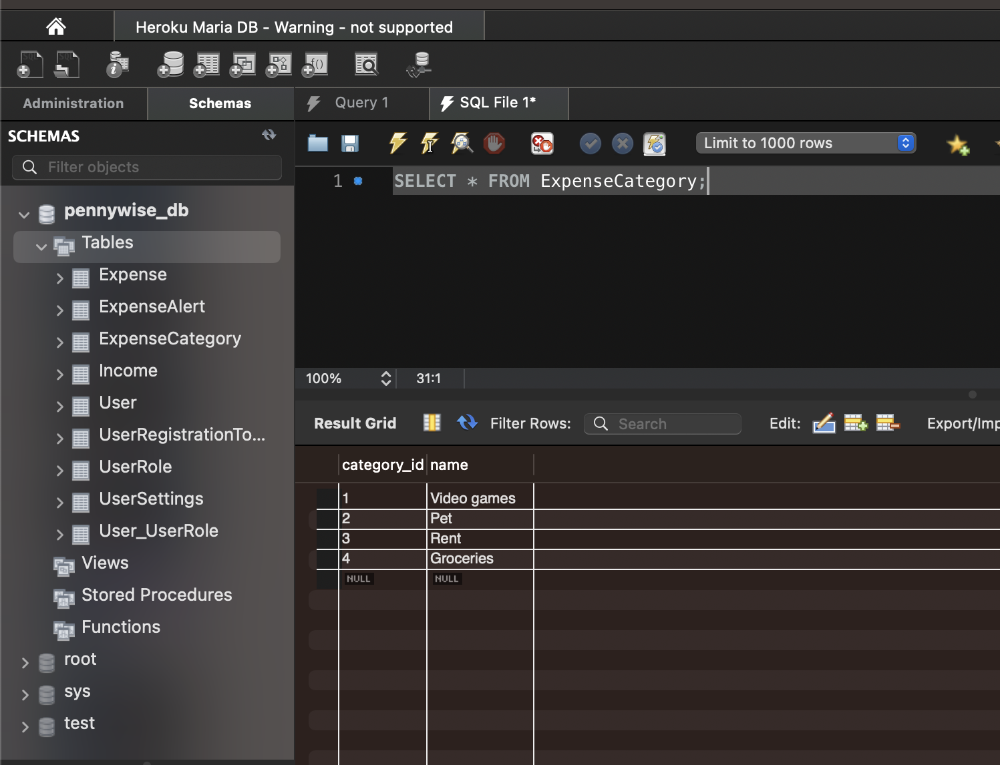 Heroku Maria DB - Warning - not supported
SQL
SQL
f()
Administration
Schemas
Query 1
SQL File 1*
SCHEMAS
Filter objects
Limit to 1000 rows
1
SELECT * FROM ExpenseCategory;
pennywise_db
Tables
Expense
ExpenseAlert
ExpenseCategory
Income
User
UserRegistrationTo...
UserRole
UserSettings
User_UserRole
Views
Stored Procedures
Functions
root
sys
test
100%
31:1
Result Grid
Filter Rows:
Search
Edit:
Export/Imp
category_id name
1 Video games
2 Pet
3 Rent
4 Groceries
NULL NULL